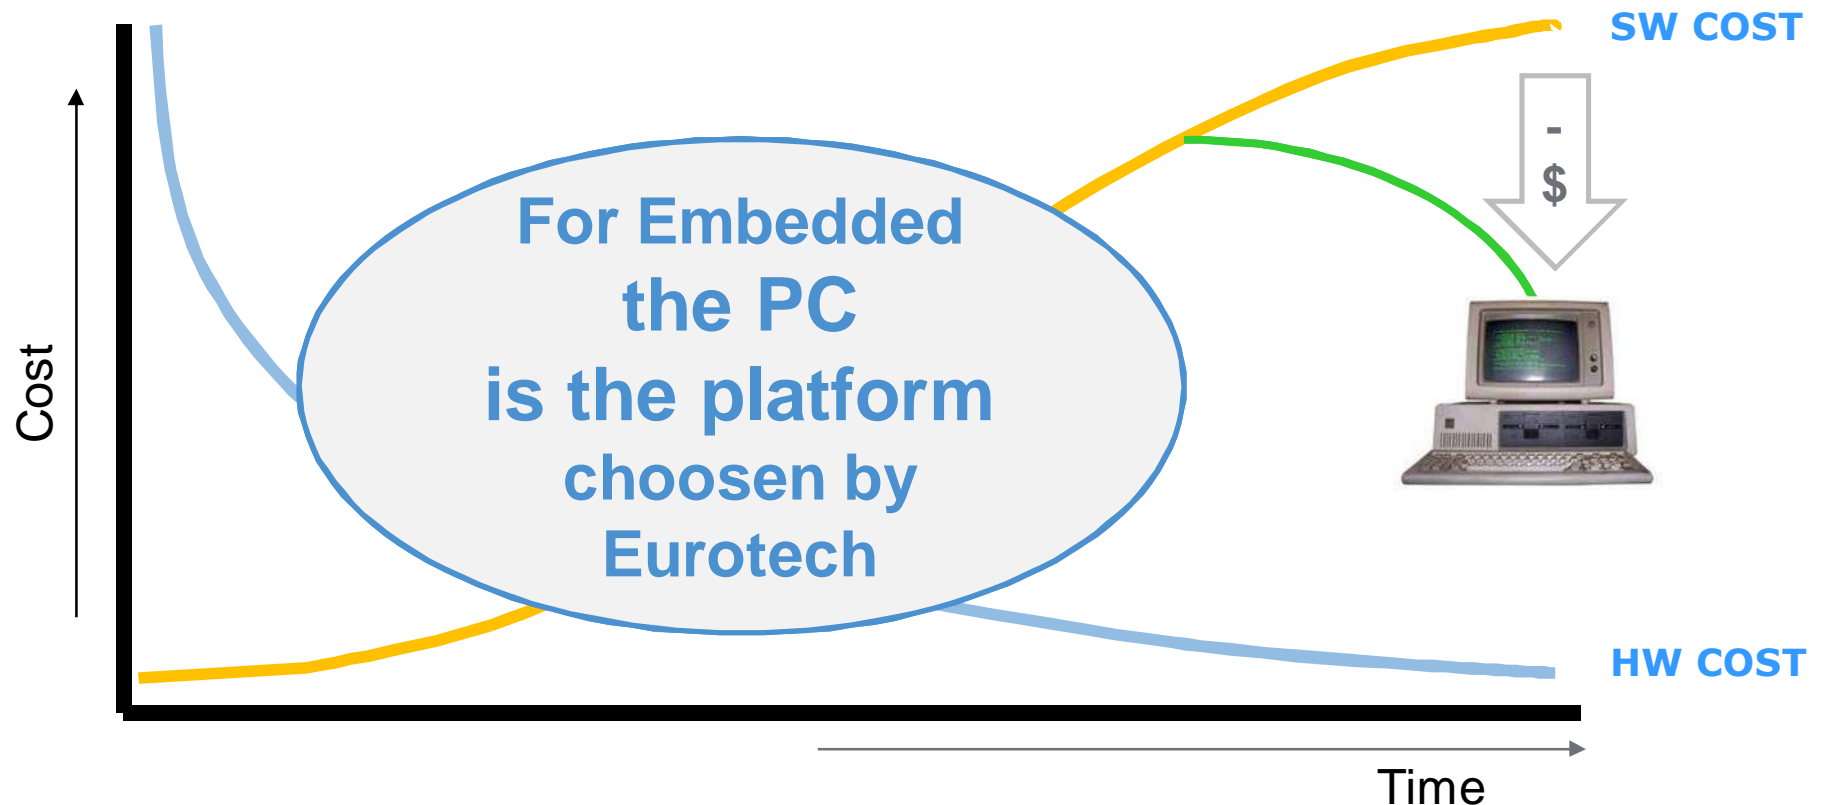 SW COST
-
$
For Embedded
the PC
is the platform
choosen by
Eurotech
Cost
HW COST
Time